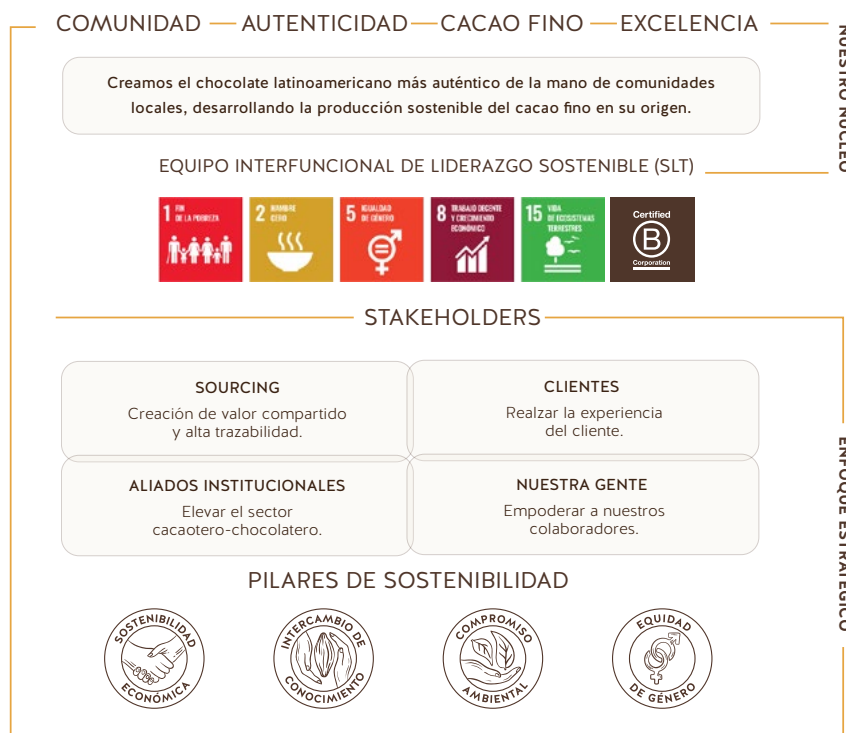 COMUNIDAD — AUTENTICIDAD — CACAO FINO — EXCELENCIA
NUESTRO NÚCLEO
Creamos el chocolate latinoamericano más auténtico de la mano de comunidades
locales, desarrollando la producción sostenible del cacao fino en su origen.
EQUIPO INTERFUNCIONAL DE LIDERAZGO SOSTENIBLE (SLT)
1 FIN
DE LA POBREZA
2 HAMBRE
CERO
5 IGUALDAD
DE GÉNERO
8 TRABAJO DECENTE
Y CRECIMIENTO
ECONÓMICO
15 VIDA
DE ECOSISTEMAS
TERRESTRES
Certified
B
Corporation
STAKEHOLDERS
SOURCING
Creación de valor compartido
y alta trazabilidad.
CLIENTES
Realzar la experiencia
del cliente.
ALIADOS INSTITUCIONALES
Elevar el sector
cacaotero-chocolatero.
NUESTRA GENTE
Empoderar a nuestros
colaboradores.
ENFOQUE ESTRATÉGICO
PILARES DE SOSTENIBILIDAD
SOSTENIBILIDAD
ECONÓMICA
INTERCAMBIO DE
CONOCIMIENTO
COMPROMISO
AMBIENTAL
EQUIDAD
DE GÉNERO